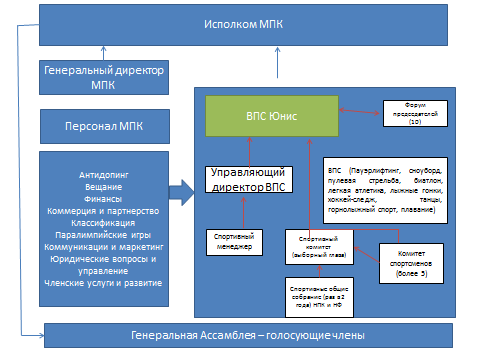 Исполком МПК
Генеральный директор
МПК
Персонал МПК
Антидопинг
Вещание
Финансы
Коммерция и партнерство
Классификация
Паралимпийские игры
Коммуникации и маркетинг
Юридические вопросы и
управление
Членские услуги и развитие
ВПС Юнис
Форум
председателей
(10)
Управляющий
директор ВПС
ВПС (Пауэрлифтинг, сноуборд,
пулевая стрельба, биатлон,
легкая атлетика, лыжные гонки,
хоккей-следж, танцы,
горнолыжный спорт, плавание)
Спортивный
менеджер
Спортивный
комитет
(выборный глава)
Комитет
спортсменов
(более 5)
Спортивные общие
собрание (раз в 2
года) НПК и НФ
Генеральная Ассамблея – голосующие члены